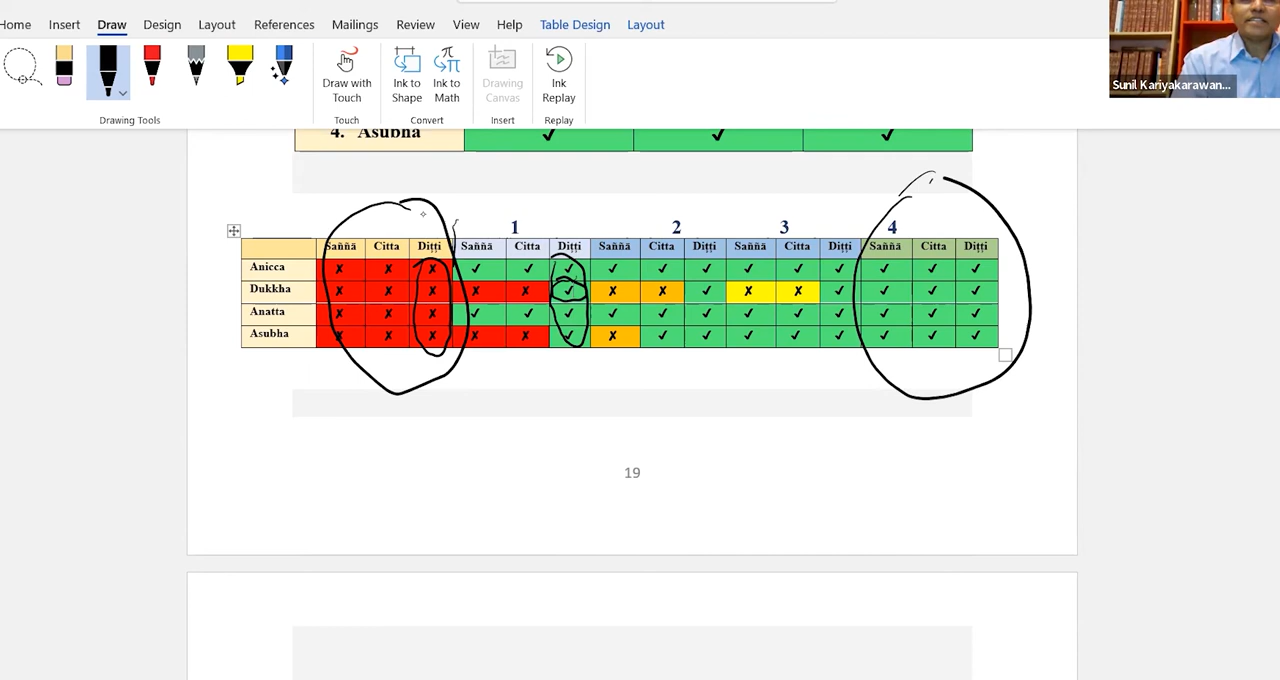 Home Insert Draw Design Layout References Mailings Review View Help Table Design Layout
Draw with Touch
Ink to Shape
Ink to Math
Drawing Canvas
Ink Replay
Drawing Tools Touch Convert Insert Replay
Sunil Kariyakarawan...
4. Asubha ✓ ✓ ✓
1 2 3 4
Saññā Citta Diṭṭi Saññā Citta Diṭṭi Saññā Citta Diṭṭi Saññā Citta Diṭṭi Saññā Citta Diṭṭi
Anicca ✗ ✗ ✗ ✓ ✓ ✓ ✓ ✓ ✓ ✓ ✓ ✓ ✓ ✓ ✓
Dukkha ✗ ✗ ✗ ✗ ✗ ✓ ✗ ✗ ✓ ✗ ✗ ✓ ✓ ✓ ✓
Anatta ✗ ✗ ✗ ✓ ✓ ✓ ✓ ✓ ✓ ✓ ✓ ✓ ✓ ✓ ✓
Asubha ✗ ✗ ✗ ✗ ✗ ✓ ✗ ✓ ✓ ✓ ✓ ✓ ✓ ✓ ✓
19